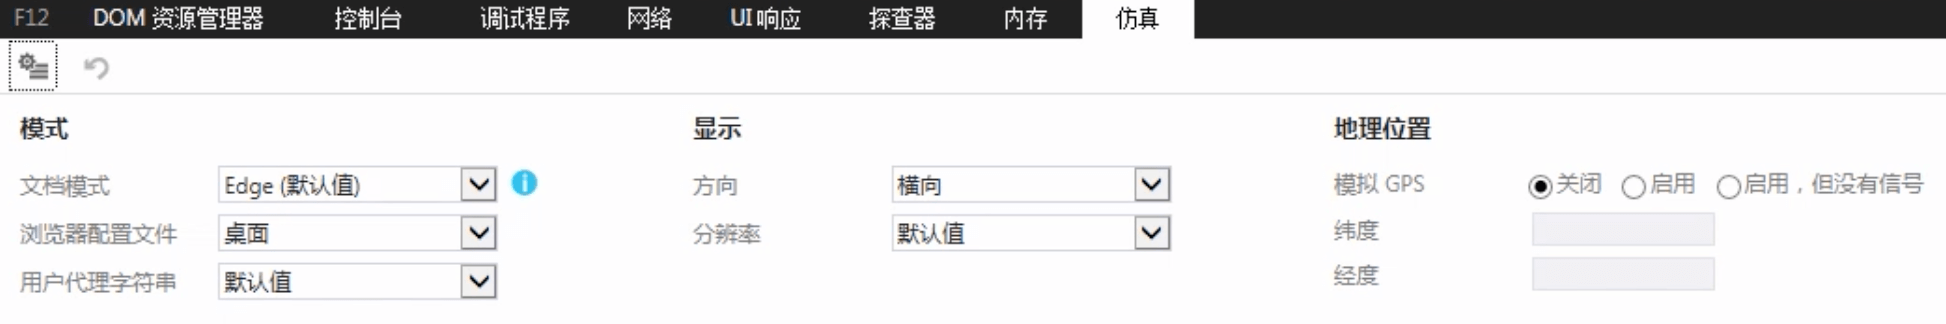 F12 DOM 资源管理器 控制台 调试程序 网络 UI 响应 探查器 内存 仿真
模式 显示 地理位置
文档模式 Edge (默认值) 方向 横向 模拟 GPS 关闭 启用 启用，但没有信号
浏览器配置文件 桌面 分辨率 默认值 纬度
用户代理字符串 默认值 经度